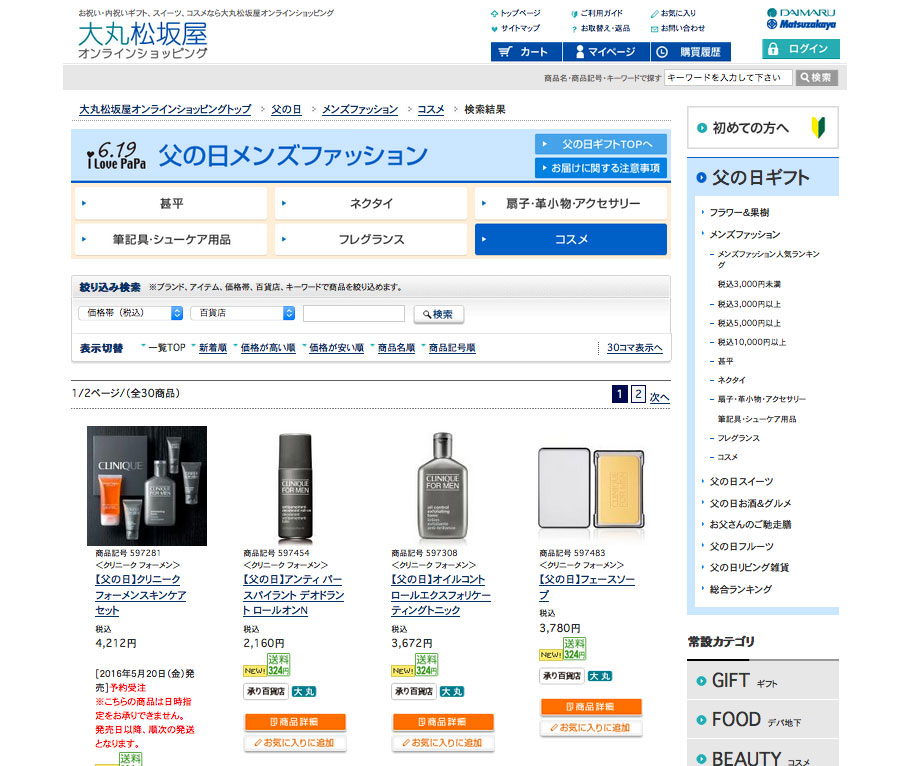 お祝い・内祝いギフト、スイーツ、コスメなら大丸松坂屋オンラインショッピング
大丸松坂屋
オンラインショッピング
トップページ ご利用ガイド お気に入り
サイトマップ お取替え・返品 お問い合わせ
カート マイページ 購買履歴
DAIMARU
Matsuzakaya
ログイン
商品名・商品記号・キーワードで探す キーワードを入力して下さい 検索
大丸松坂屋オンラインショッピングトップ > 父の日 > メンズファッション > コスメ > 検索結果
6.19
I Love PaPa
父の日メンズファッション
父の日ギフトTOPへ
お届けに関する注意事項
甚平 ネクタイ 扇子・革小物・アクセサリー
筆記具・シューケア用品 フレグランス コスメ
絞り込み検索 ※ブランド、アイテム、価格帯、百貨店、キーワードで商品を絞り込めます。
価格帯（税込） 百貨店 検索
表示切替 一覧TOP 新着順 価格が高い順 価格が安い順 商品名順 商品記号順 30コマ表示へ
1/2ページ/（全30商品） 1 2 次へ
CLINIQUE
CLINIQUE
FOR MEN
CLINIQUE
FOR MEN
商品記号 597281
＜クリニーク フォーメン＞
【父の日】クリニーク
フォーメンスキンケア
セット
税込
4,212円
[2016年5月20日(金)発
売]予約受注
※こちらの商品は日時指
定をお承りできません。
発売日以降、順次の発送
となります。
送料
商品記号 597454
＜クリニーク フォーメン＞
【父の日】アンティ パー
スパイラント デオドラン
ト ロールオンN
税込
2,160円
NEW! 送料
324円
承り百貨店 大丸
商品詳細
お気に入りに追加
商品記号 597308
＜クリニーク フォーメン＞
【父の日】オイルコント
ロールエクスフォリケー
ティングトニック
税込
3,672円
NEW! 送料
324円
承り百貨店 大丸
商品詳細
お気に入りに追加
商品記号 597483
＜クリニーク フォーメン＞
【父の日】フェースソー
プ
税込
3,780円
NEW! 送料
324円
承り百貨店 大丸
商品詳細
お気に入りに追加
初めての方へ
父の日ギフト
フラワー&果樹
メンズファッション
メンズファッション人気ランキン
グ
税込3,000円未満
税込3,000円以上
税込5,000円以上
税込10,000円以上
甚平
ネクタイ
扇子・革小物・アクセサリー
筆記具・シューケア用品
フレグランス
コスメ
父の日スイーツ
父の日お酒&グルメ
お父さんのご馳走膳
父の日フルーツ
父の日リビング雑貨
総合ランキング
常設カテゴリ
GIFT ギフト
FOOD デパ地下
BEAUTY コスメ